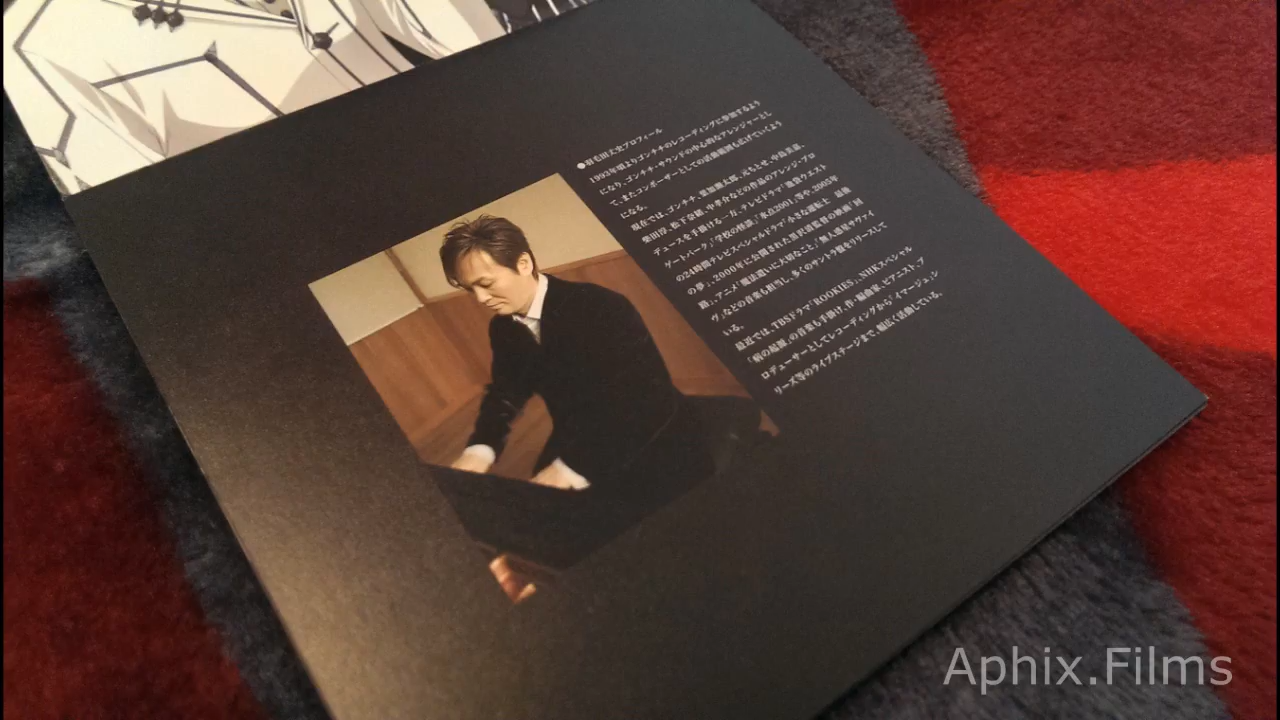 ●羽毛田丈史プロフィール
1993年頃よりゴンチチのレコーディングに参加するよう
になり、ゴンチチ・サウンドの中心的なアレンジャーとし
て、またコンポーザーとしての活動範囲も広げていくよう
になる。
現在では、ゴンチチ、葉加瀬太郎、元ちとせ、中島美嘉、
柴田淳、松下奈緒、中孝介などの作品のアレンジ・プロ
デュースを手掛ける一方、テレビドラマ「池袋ウエスト
ゲートパーク」「学校の怪談」「氷点2001」等や、2005年
の24時間テレビスペシャルドラマ「小さな運転士 最後
の夢」、2000年に公開された黒沢清監督の映画「回
路」、アニメ「魔法遣いに大切なこと」「無人惑星サヴァイ
ヴ」などの音楽も担当し、多くのサントラ盤をリリースして
いる。
最近では、TBSドラマ「ROOKIES」、NHKスペシャル
「病の起源」の音楽も手掛け、作・編曲家、ピアニスト、プ
ロデューサーとしてレコーディングから「イマージュ」シ
リーズ等のライブステージまで、幅広く活動している。
Aphix.Films